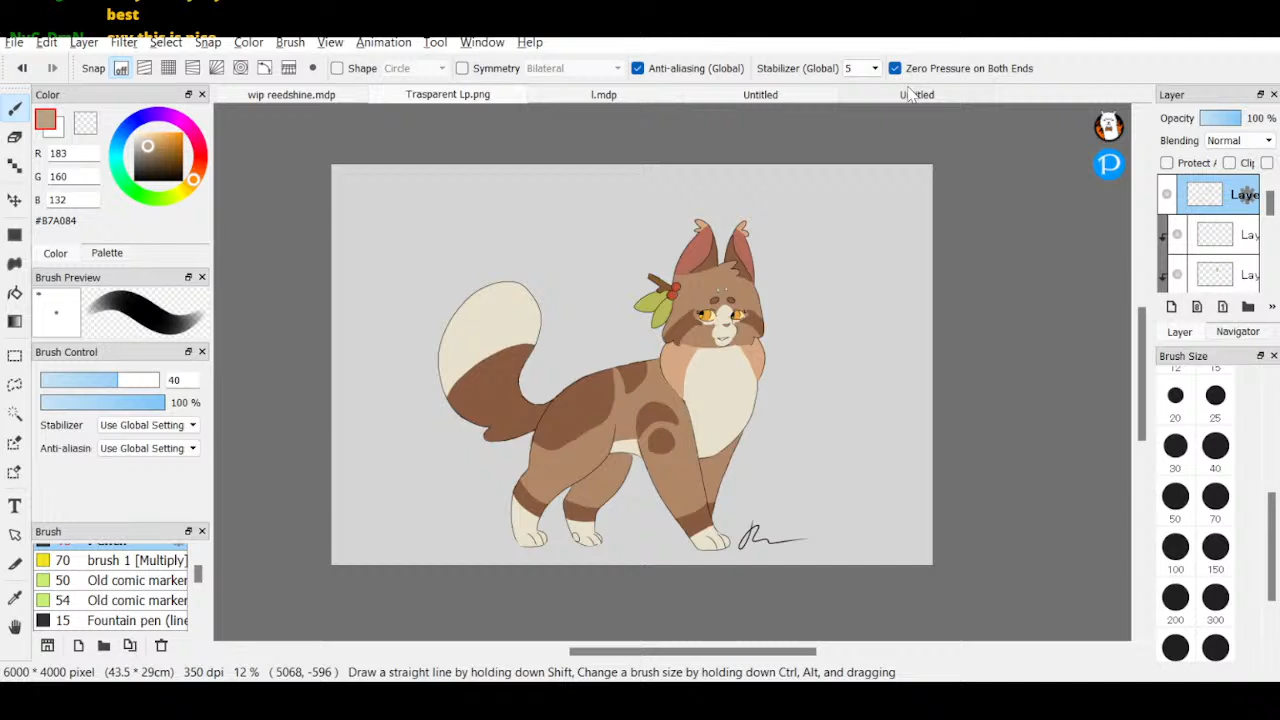 best
File Edit Layer Filter Select Snap Color Brush View Animation Tool Window Help
Snap off Shape Circle Symmetry Bilateral Anti-aliasing (Global) Stabilizer (Global) 5 Zero Pressure on Both Ends
Color wip reedshine.mdp Trasparent Lp.png l.mdp Untitled Layer
Opacity 100 %
Blending Normal
R 183
Protect
G 160
B 132
#B7A084
Color Palette
Brush Preview
Layer Navigator
Brush Control
Brush Size
12 15
40
100 %
20 25
Stabilizer Use Global Setting
Anti-aliasin Use Global Setting
30 40
50 70
Brush
70 brush 1 [Multiply]
100 150
50 Old comic marker
54 Old comic marker
15 Fountain pen (line
200 300
6000 * 4000 pixel (43.5 * 29cm) 350 dpi 12 % ( 5068, -596 ) Draw a straight line by holding down Shift, Change a brush size by holding down Ctrl, Alt, and dragging